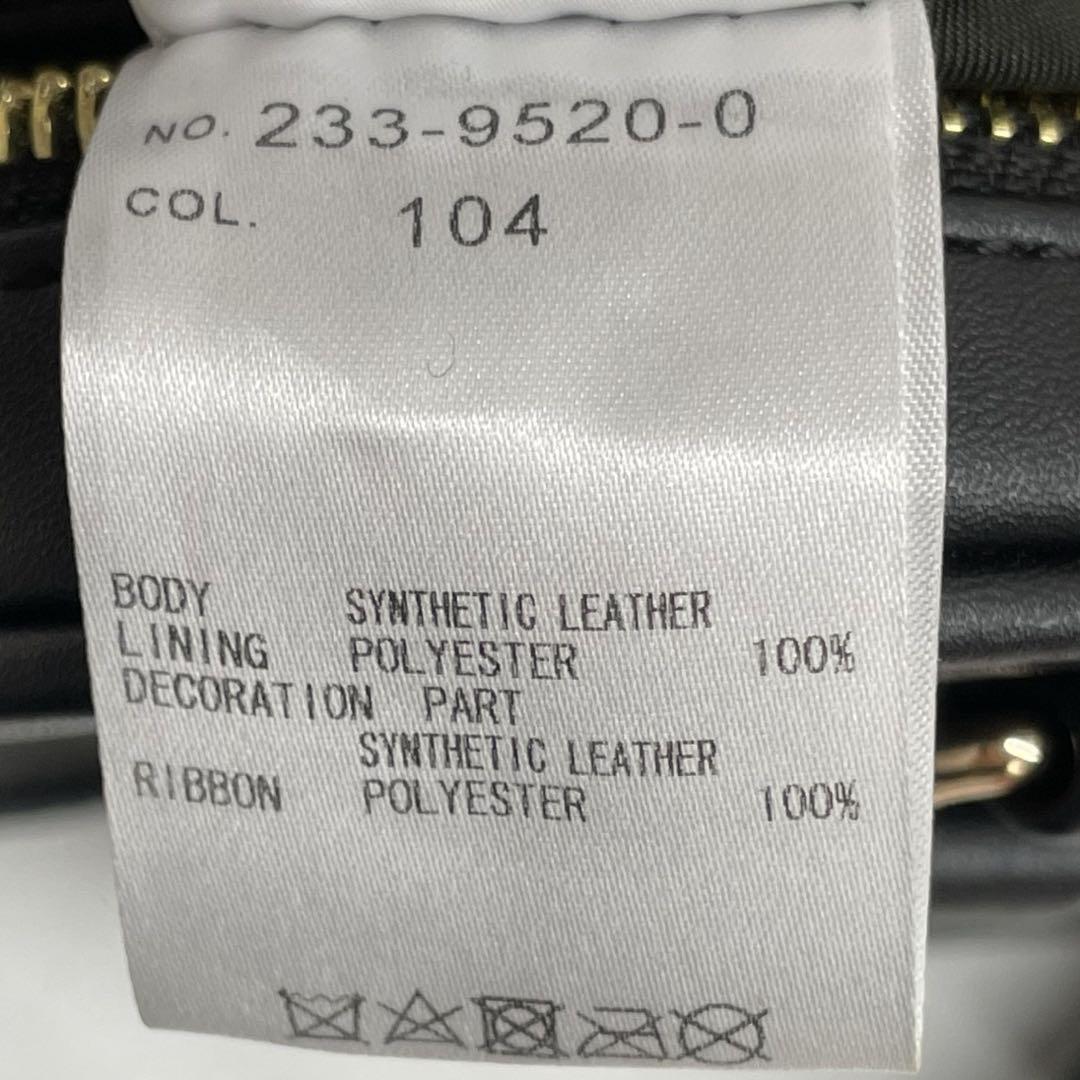 NO. 233-9520-0
COL. 104
BODY SYNTHETIC LEATHER
LINING POLYESTER 100%
DECORATION PART
SYNTHETIC LEATHER
RIBBON POLYESTER 100%